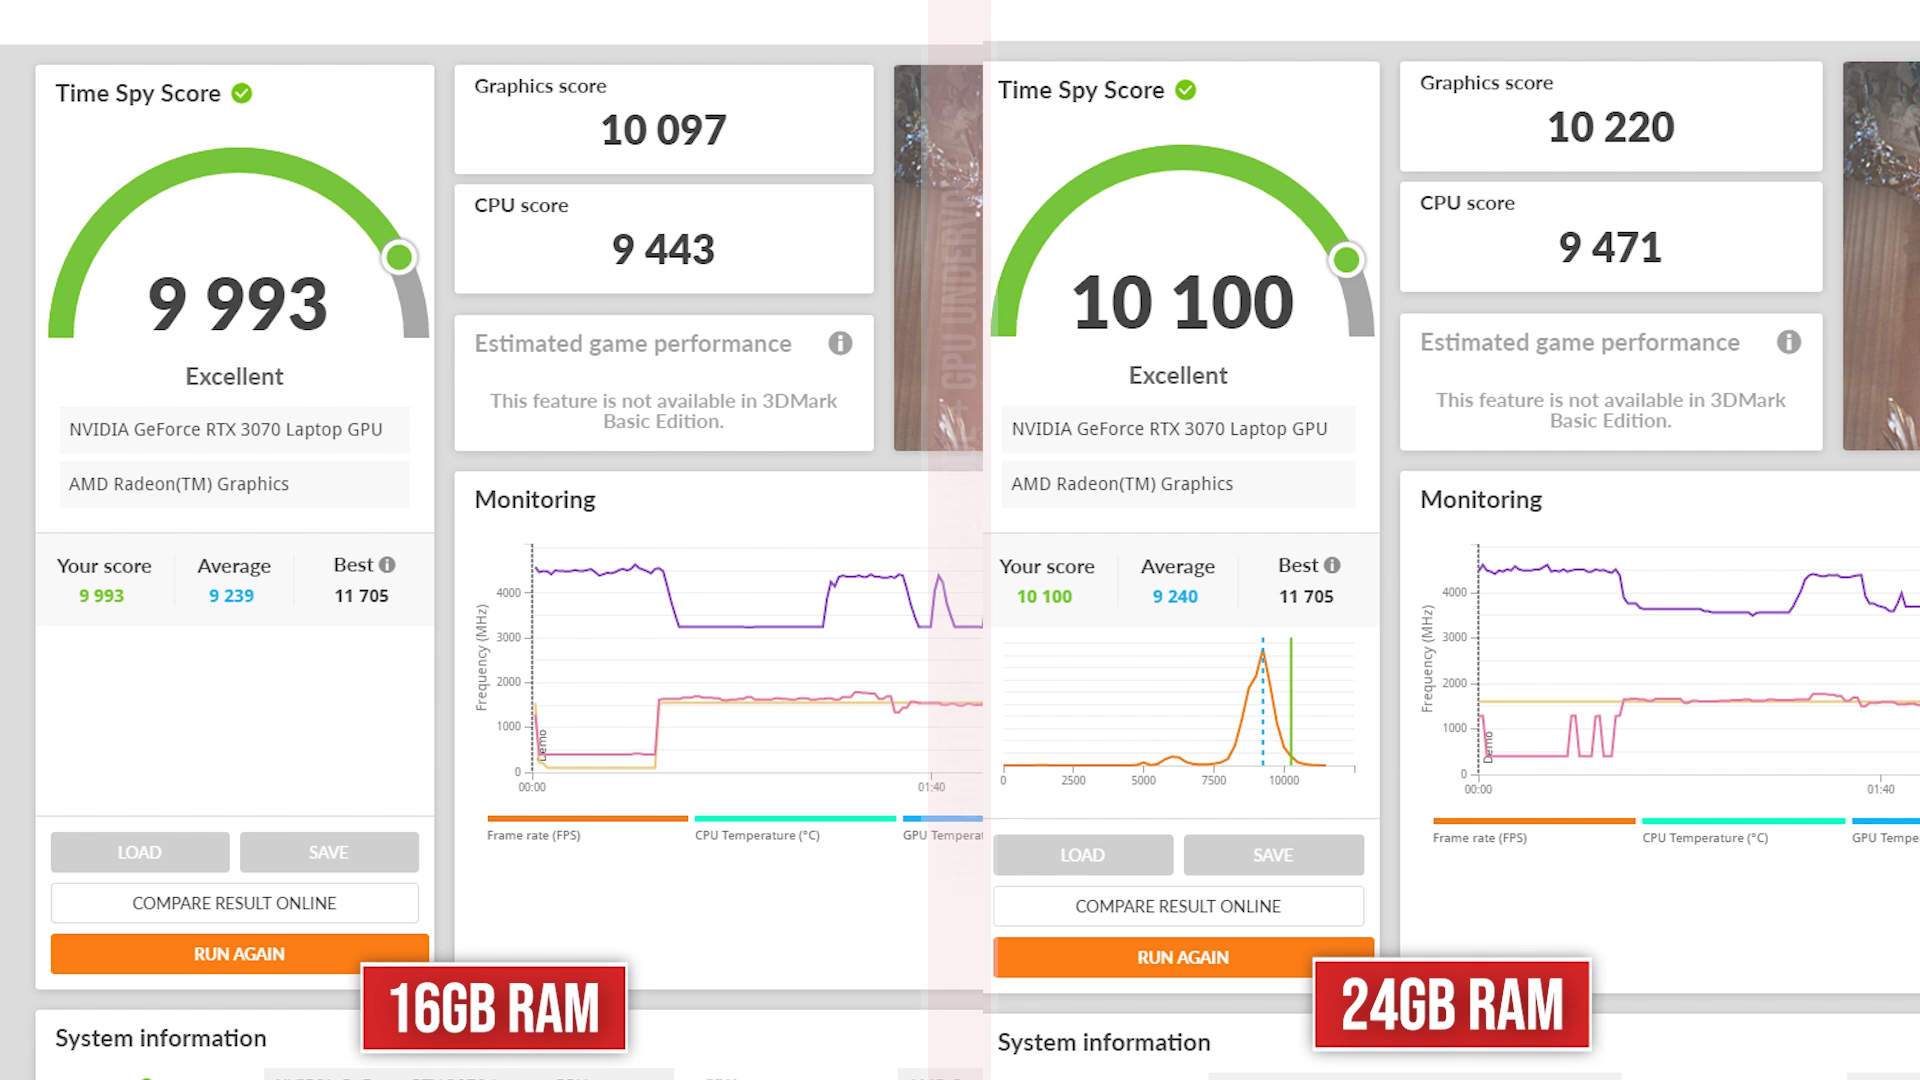 Time Spy Score
9 993
Excellent
NVIDIA GeForce RTX 3070 Laptop GPU
AMD Radeon(TM) Graphics
Your score
Average
Best
9 993
9 239
11 705
LOAD
SAVE
COMPARE RESULT ONLINE
RUN AGAIN
System information
Graphics score
10 097
CPU score
9 443
Estimated game performance
This feature is not available in 3DMark
Basic Edition.
Monitoring
Frequency (MHz)
4000
3000
2000
1000
0
Demo
00:00
01:40
Frame rate (FPS)
CPU Temperature (°C)
GPU Temperat
16GB RAM
+ GPU UNDERVO
Time Spy Score
10 100
Excellent
NVIDIA GeForce RTX 3070 Laptop GPU
AMD Radeon(TM) Graphics
Your score
Average
Best
10 100
9 240
11 705
0
2500
5000
7500
10000
LOAD
SAVE
COMPARE RESULT ONLINE
RUN AGAIN
System information
Graphics score
10 220
CPU score
9 471
Estimated game performance
This feature is not available in 3DMark
Basic Edition.
Monitoring
Frequency (MHz)
4000
3000
2000
1000
0
Demo
00:00
01:40
Frame rate (FPS)
CPU Temperature (°C)
GPU Tempe
24GB RAM